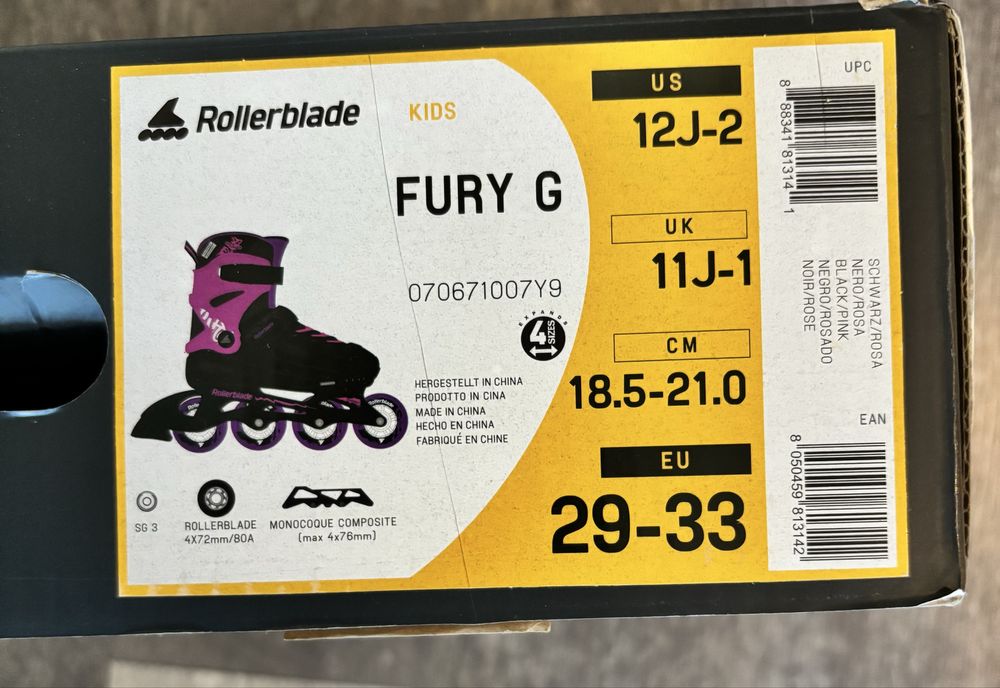 Rollerblade
KIDS
FURY G
070671007Y9
EXPANDS
4 SIZES
HERGESTELLT IN CHINA
PRODOTTO IN CINA
MADE IN CHINA
HECHO EN CHINA
FABRIQUÉ EN CHINE
Rollerblade
SG 3
ROLLERBLADE
4X72mm/80A
MONOCOQUE COMPOSITE
(max 4x76mm)
US
12J-2
UK
11J-1
CM
18.5-21.0
EU
29-33
UPC
8 88341 81314 1
SCHWARZ/ROSA
NERO/ROSA
BLACK/PINK
NEGRO/ROSADO
NOIR/ROSE
EAN
8 050459 813142